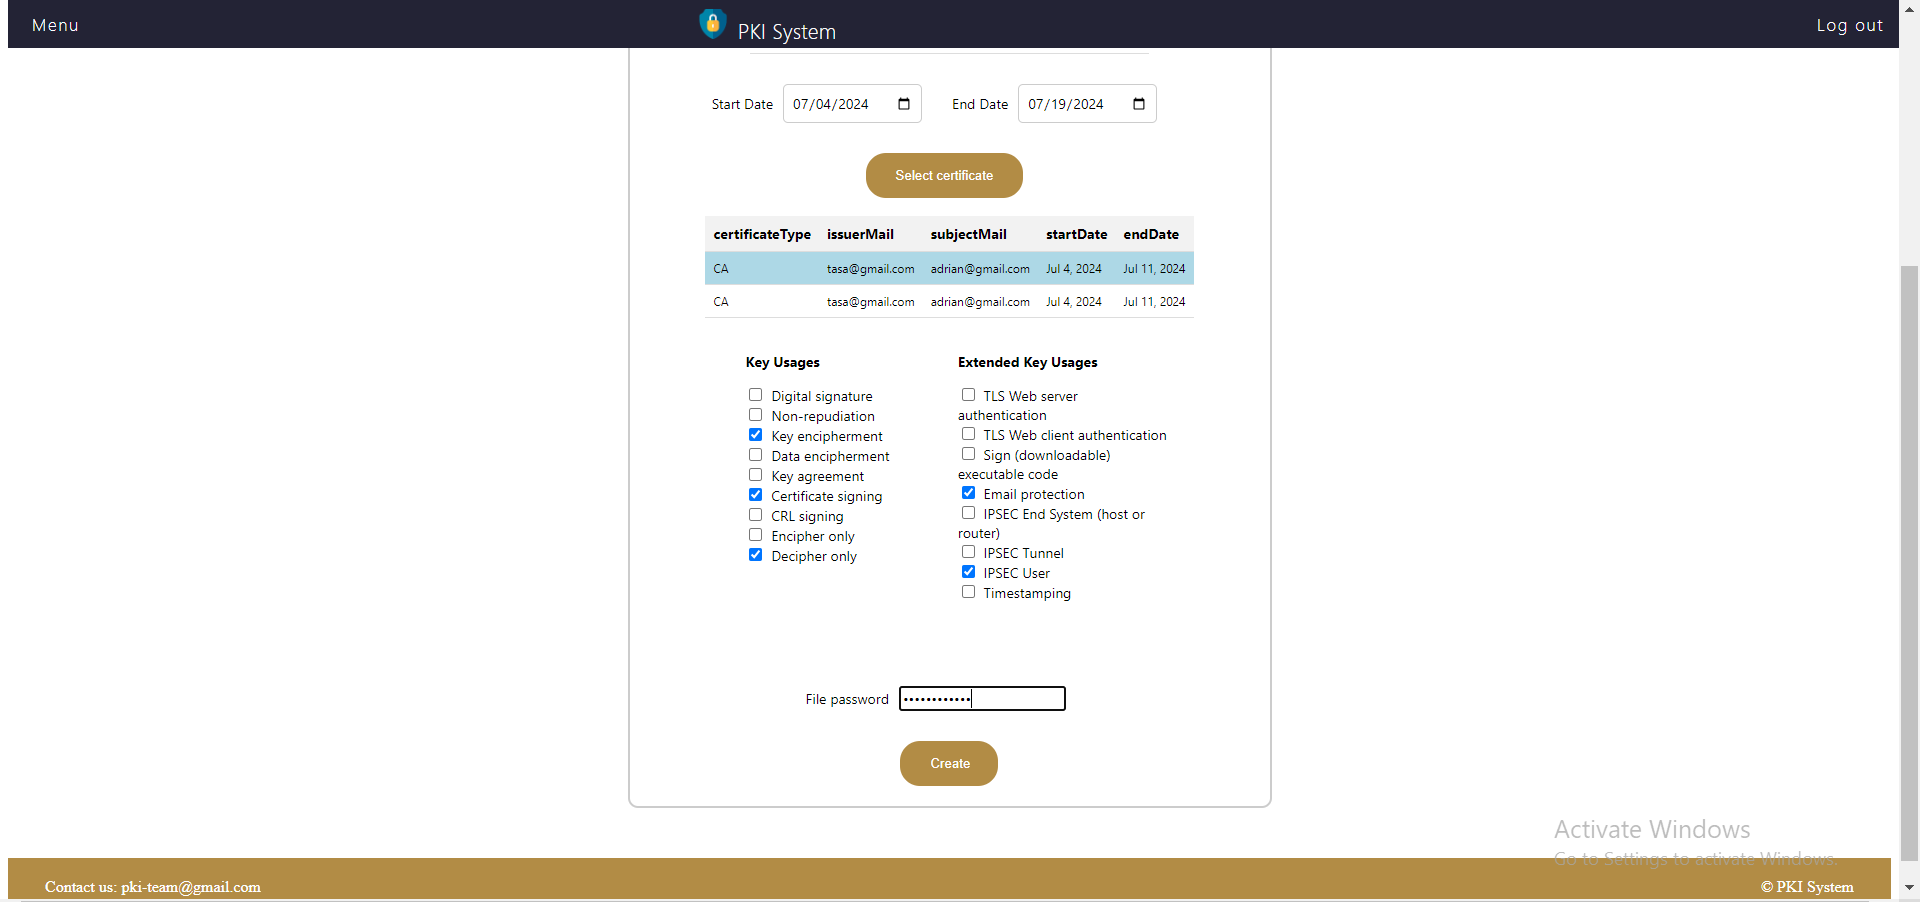 Menu
PKI System
Log out
Start Date 07/04/2024 End Date 07/19/2024
Select certificate
certificateType issuerMail subjectMail startDate endDate
CA tasa@gmail.com adrian@gmail.com Jul 4, 2024 Jul 11, 2024
CA tasa@gmail.com adrian@gmail.com Jul 4, 2024 Jul 11, 2024
Key Usages
Digital signature
Non-repudiation
Key encipherment
Data encipherment
Key agreement
Certificate signing
CRL signing
Encipher only
Decipher only
Extended Key Usages
TLS Web server
authentication
TLS Web client authentication
Sign (downloadable)
executable code
Email protection
IPSEC End System (host or
router)
IPSEC Tunnel
IPSEC User
Timestamping
File password ••••••••••••
Create
Activate Windows
Go to Settings to activate Windows.
Contact us: pki-team@gmail.com
© PKI System